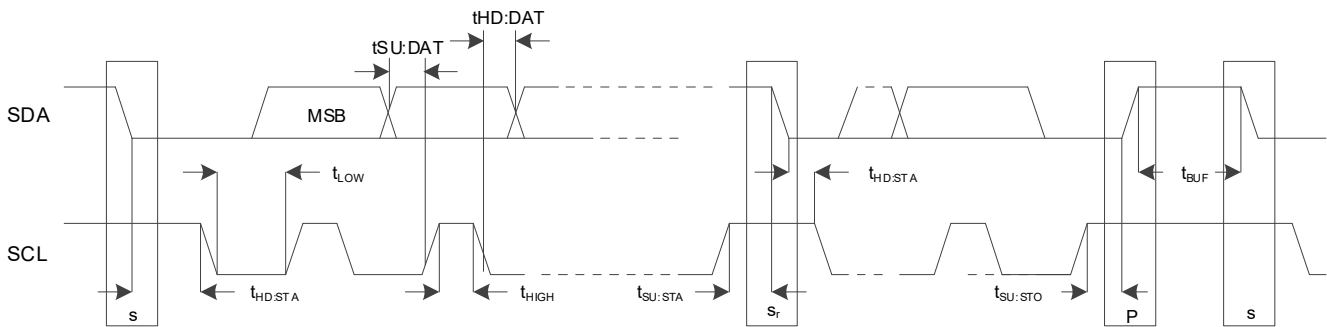 tHD:DAT
tSU:DAT
SDA
MSB
tLOW
tHD:STA
tBUF
SCL
tHD:STA
tHIGH
tSU:STA
tSU:STO
s
sr
P
s